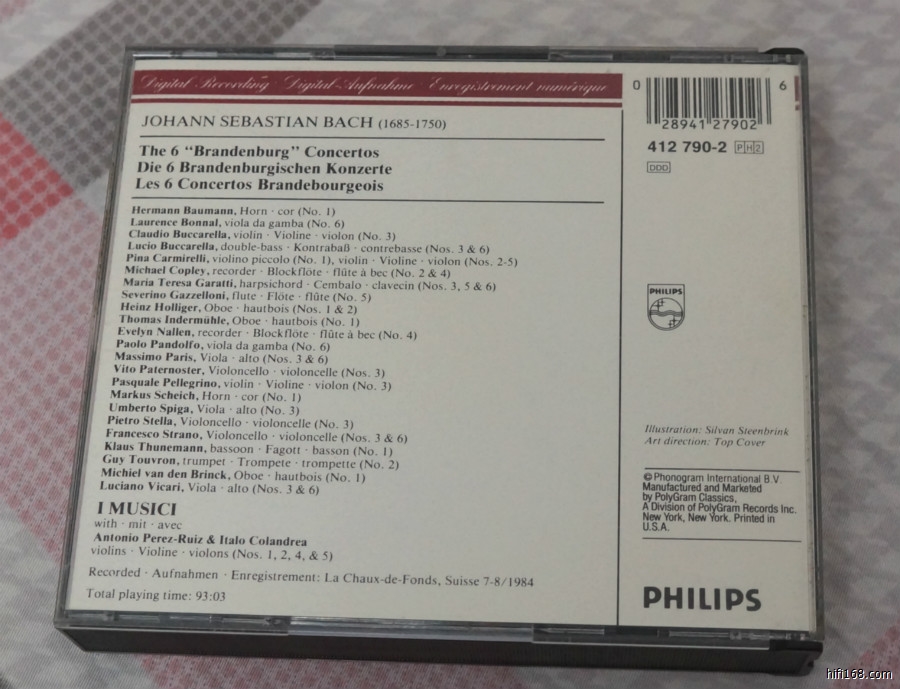 Digital Recording · Digital-Aufnahme · Enregistrement numérique
JOHANN SEBASTIAN BACH (1685-1750)
The 6 “Brandenburg” Concertos
Die 6 Brandenburgischen Konzerte
Les 6 Concertos Brandebourgeois
Hermann Baumann, Horn · cor (No. 1)
Laurence Bonnal, viola da gamba (No. 6)
Claudio Buccarella, violin · Violine · violon (No. 3)
Lucio Buccarella, double-bass · Kontrabaß · contrebasse (Nos. 3 & 6)
Pina Carmirelli, violino piccolo (No. 1), violin · Violine · violon (Nos. 2-5)
Michael Copley, recorder · Blockflöte · flûte à bec (No. 2 & 4)
Maria Teresa Garatti, harpsichord · Cembalo · clavecin (Nos. 3, 5 & 6)
Severino Gazzelloni, flute · Flöte · flûte (No. 5)
Heinz Holliger, Oboe · hautbois (Nos. 1 & 2)
Thomas Indermühle, Oboe · hautbois (No. 1)
Evelyn Nallen, recorder · Blockflöte · flûte à bec (No. 4)
Paolo Pandolfo, viola da gamba (No. 6)
Massimo Paris, Viola · alto (Nos. 3 & 6)
Vito Paternoster, Violoncello · violoncelle (Nos. 3)
Pasquale Pellegrino, violin · Violine · violon (No. 3)
Markus Scheich, Horn · cor (No. 1)
Umberto Spiga, Viola · alto (No. 3)
Pietro Stella, Violoncello · violoncelle (No. 3)
Francesco Strano, Violoncello · violoncelle (Nos. 3 & 6)
Klaus Thunemann, bassoon · Fagott · basson (No. 1)
Guy Touvron, trumpet · Trompete · trompette (No. 2)
Michiel van den Brinck, Oboe · hautbois (No. 1)
Luciano Vicari, Viola · alto (Nos. 3 & 6)
I MUSICI
with · mit · avec
Antonio Perez-Ruiz & Italo Colandrea
violins · Violine · violons (Nos. 1, 2, 4, & 5)
Recorded · Aufnahmen · Enregistrement: La Chaux-de-Fonds, Suisse 7-8/1984
Total playing time: 93:03
0 28941 27902 6
412 790-2 PH2
DDD
PHILIPS
Illustration: Silvan Steenbrink
Art direction: Top Cover
© Phonogram International B.V.
Manufactured and Marketed
by PolyGram Classics,
A Division of PolyGram Records Inc.
New York, New York. Printed in
U.S.A.
PHILIPS
hifi168.com